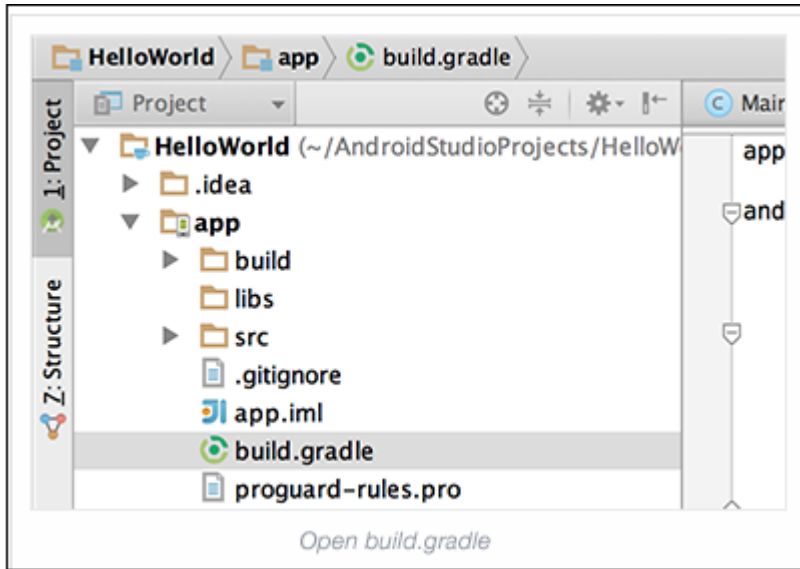 HelloWorld app build.gradle
1: Project
Project
C Mair
HelloWorld (~/AndroidStudioProjects/HelloW
app
.idea
and
app
build
libs
Z: Structure
src
.gitignore
app.iml
build.gradle
proguard-rules.pro
Open build.gradle